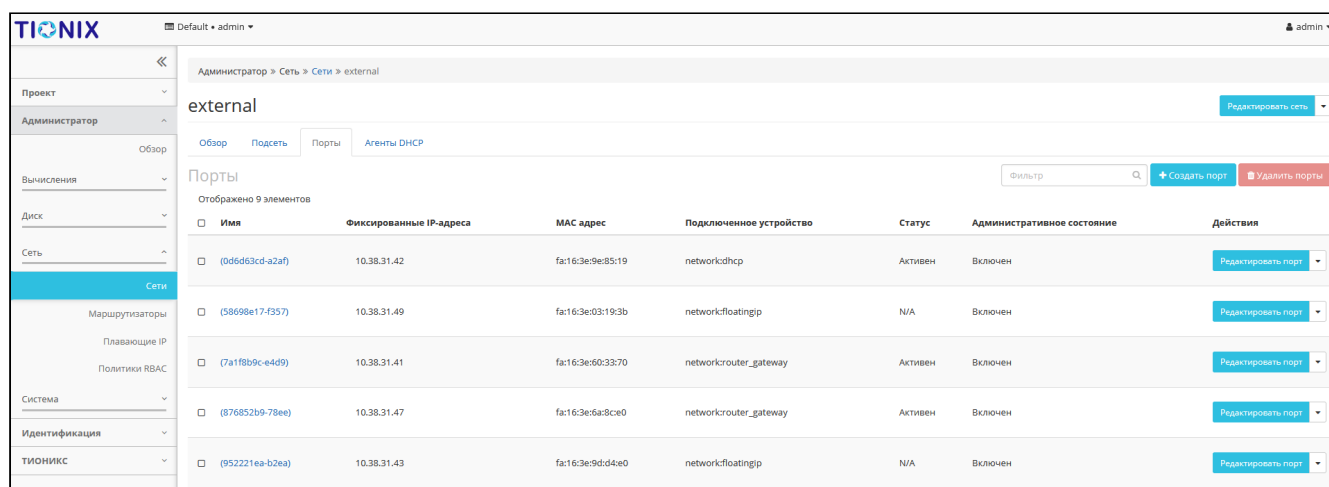 TIONIX
Default • admin
admin
Администратор » Сеть » Сети » external
Проект
Администратор
Обзор
Вычисления
Диск
Сеть
Сети
Маршрутизаторы
Плавающие IP
Политики RBAC
Система
Идентификация
ТИОНИКС
external
Редактировать сеть
Обзор Подсеть Порты Агенты DHCP
Порты
Фильтр
Создать порт
Удалить порты
Отображено 9 элементов
Имя Фиксированные IP-адреса MAC адрес Подключенное устройство Статус Административное состояние Действия
(0d6d63cd-a2af) 10.38.31.42 fa:16:3e:9e:85:19 network:dhcp Активен Включен Редактировать порт
(58698e17-f357) 10.38.31.49 fa:16:3e:03:19:3b network:floatingip N/A Включен Редактировать порт
(7a1f8b9c-e4d9) 10.38.31.41 fa:16:3e:60:33:70 network:router_gateway Активен Включен Редактировать порт
(876852b9-78ee) 10.38.31.47 fa:16:3e:6a:8c:e0 network:router_gateway Активен Включен Редактировать порт
(952221ea-b2ea) 10.38.31.43 fa:16:3e:9d:d4:e0 network:floatingip N/A Включен Редактировать порт